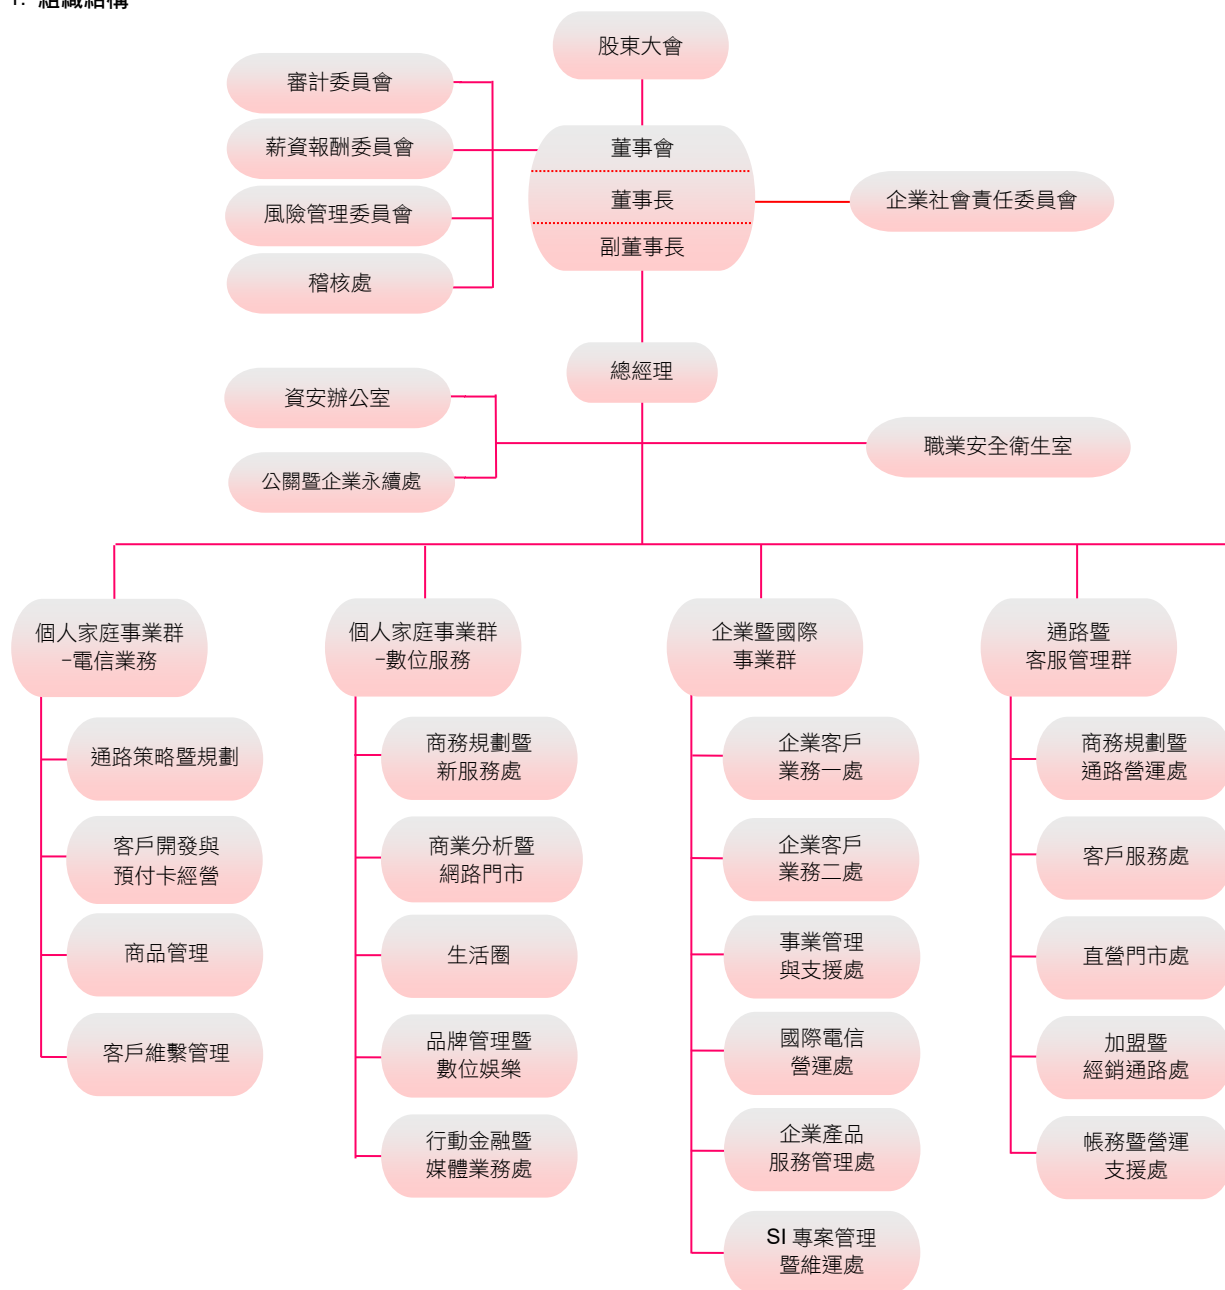 1. 組織結構
股東大會
審計委員會
薪資報酬委員會
風險管理委員會
稽核處
董事會
董事長
副董事長
企業社會責任委員會
總經理
資安辦公室
公關暨企業永續處
職業安全衛生室
個人家庭事業群
-電信業務
通路策略暨規劃
客戶開發與
預付卡經營
商品管理
客戶維繫管理
個人家庭事業群
-數位服務
商務規劃暨
新服務處
商業分析暨
網路門市
生活圈
品牌管理暨
數位娛樂
行動金融暨
媒體業務處
企業暨國際
事業群
企業客戶
業務一處
企業客戶
業務二處
事業管理
與支援處
國際電信
營運處
企業產品
服務管理處
SI 專案管理
暨維運處
通路暨
客服管理群
商務規劃暨
通路營運處
客戶服務處
直營門市處
加盟暨
經銷通路處
帳務暨營運
支援處